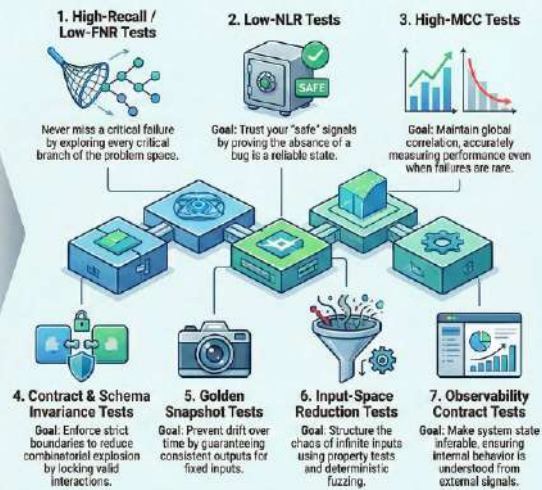 1. High-Recall /
Low-FNR Tests
Never miss a critical failure
by exploring every critical
branch of the problem space.
2. Low-NLR Tests
SAFE
Goal: Trust your "safe" signals
by proving the absence of a
bug is a reliable state.
3. High-MCC Tests
Goal: Maintain global
correlation, accurately
measuring performance even
when failures are rare.
4. Contract & Schema
Invariance Tests
Goal: Enforce strict
boundaries to reduce
combinatorial explosion
by locking valid
interactions.
5. Golden
Snapshot Tests
Goal: Prevent drift over
time by guaranteeing
consistent outputs for
fixed inputs.
6. Input-Space
Reduction Tests
Goal: Structure the
chaos of infinite inputs
using property tests
and deterministic
fuzzing.
7. Observability
Contract Tests
Goal: Make system state
inferable, ensuring
internal behavior is
understood from
external signals.